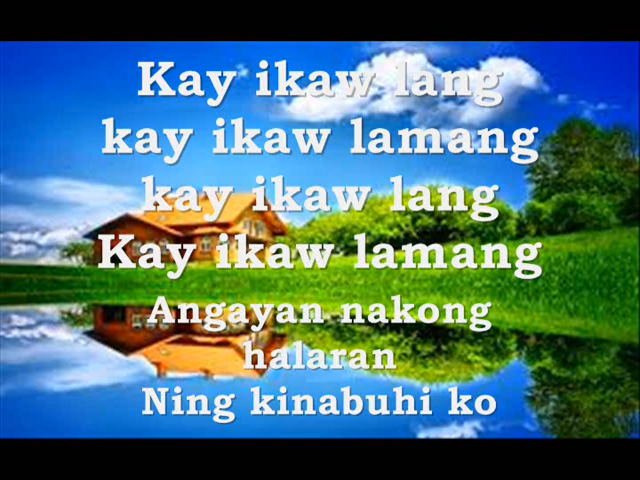 Kay ikaw lang
kay ikaw lamang
kay ikaw lang
Kay ikaw lamang
Angayan nakong
halaran
Ning kinabuhi ko